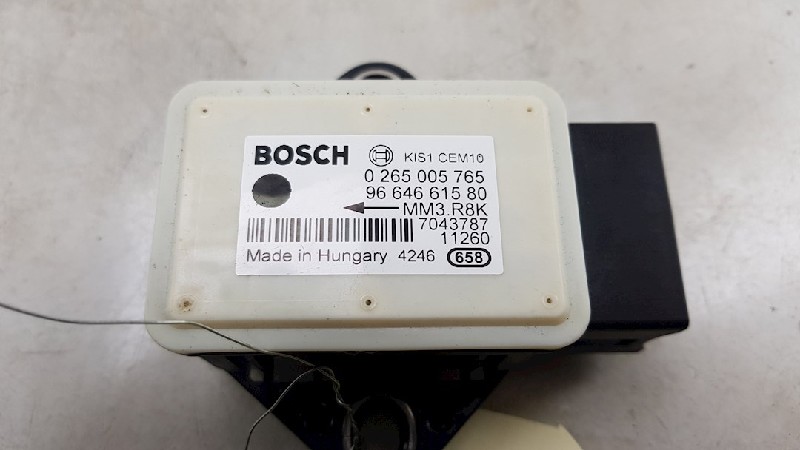 BOSCH KIS1 CEM16
0 265 005 765
96 646 615 80
MM3.R8K
7043787
11260
Made in Hungary 4246 658